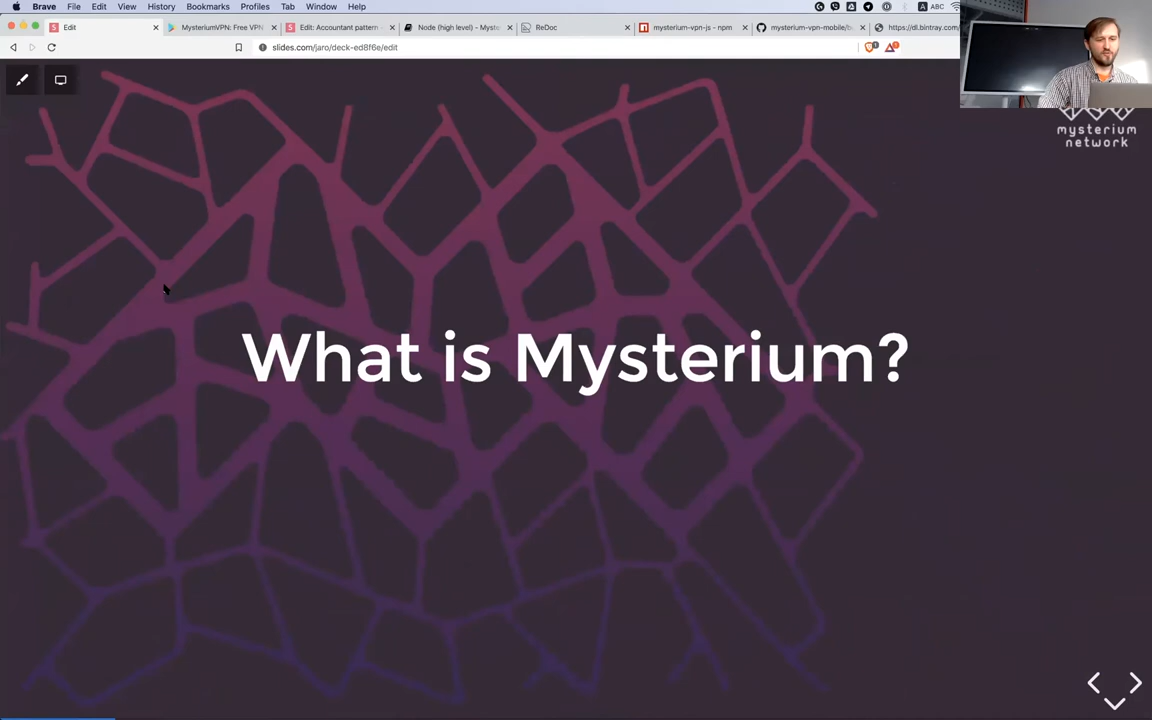 Brave File Edit View History Bookmarks Profiles Tab Window Help ABC
Edit MysteriumVPN: Free VPN Edit: Accountant pattern - Node (high level) - Myste ReDoc mysterium-vpn-js - npm mysterium-vpn-mobile/b https://dl.bintray.com/
slides.com/jaro/deck-ed8f6e/edit
mysterium
network
What is Mysterium?